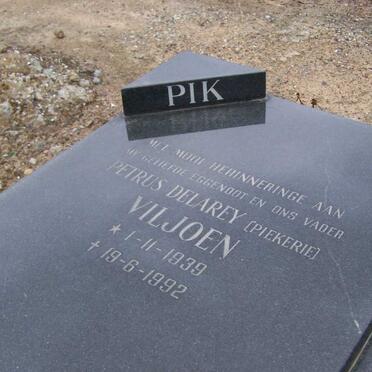 PIK
MET MOOI HERINNERINGE AAN
MY GELIEFDE EGGENOOT EN ONS VADER
PETRUS DELAREY (PIEKERIE)
VILJOEN
★ 1-11-1939
✝ 19-6-1992